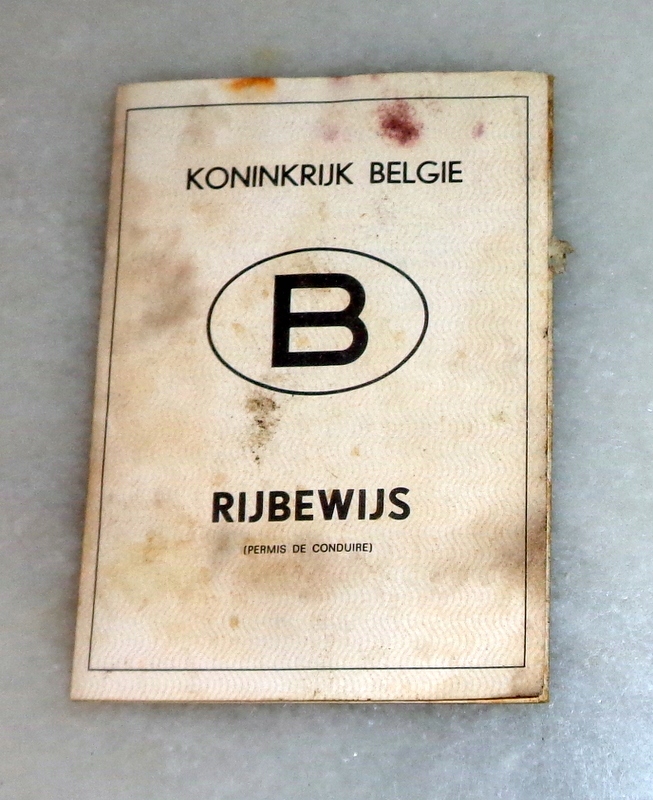 KONINKRIJK BELGIE
B
RIJBEWIJS
(PERMIS DE CONDUIRE)